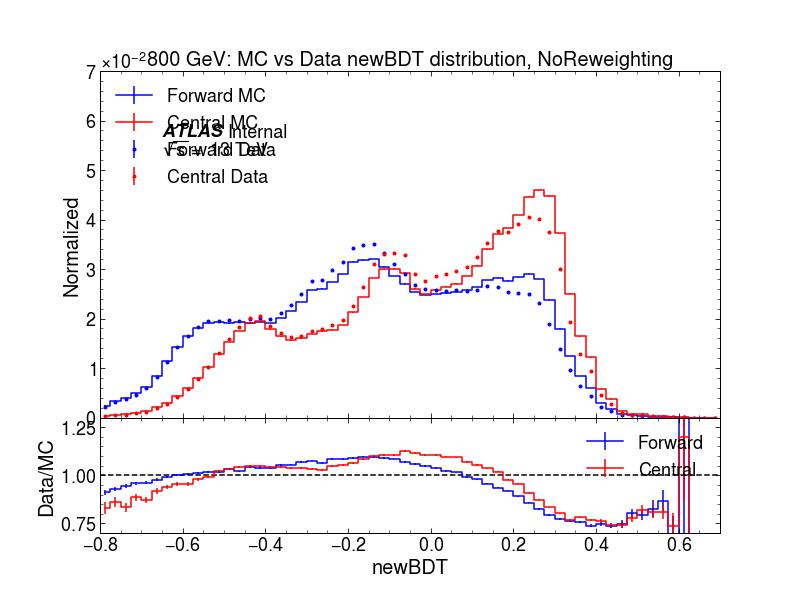 ×10⁻² 800 GeV: MC vs Data newBDT distribution, NoReweighting
7
6
5
4
3
2
1
0
Normalized
Forward MC
Central MC
ATLAS Internal
Forward Data
√s = 13 TeV
Central Data
1.25
1.00
0.75
Data/MC
Forward
Central
−0.8 −0.6 −0.4 −0.2 0.0 0.2 0.4 0.6
newBDT